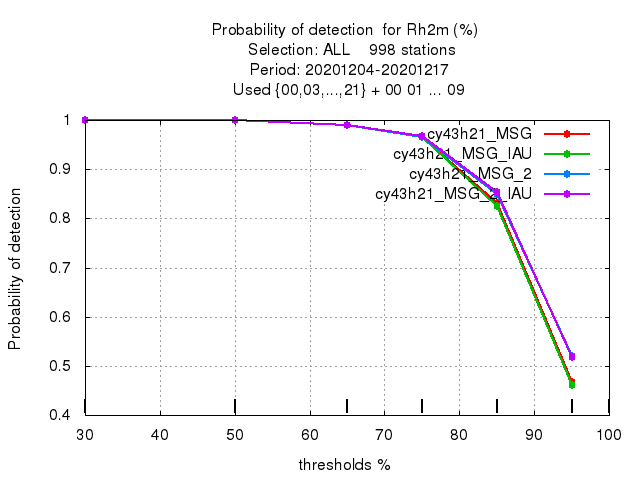 Probability of detection  for Rh2m (%)
Selection: ALL    998 stations
Period: 20201204-20201217
Used {00,03,...,21} + 00 01 ... 09
Probability of detection
1
0.9
0.8
0.7
0.6
0.5
0.4
cy43h21_MSG
cy43h21_MSG_IAU
cy43h21_MSG_2
cy43h21_MSG_2_IAU
30 40 50 60 70 80 90 100
thresholds %